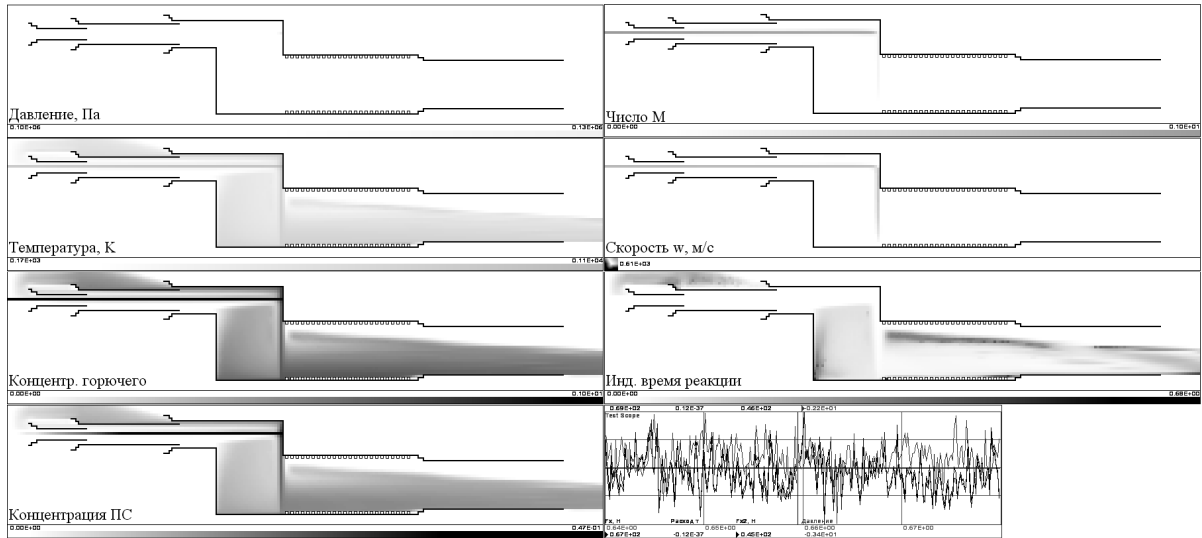 Давление, Па
0.10E+06 0.13E+06
Число М
0.00E+00 0.10E+01
Температура, К
0.17E+03 0.11E+04
Скорость w, м/с
0.61E+03
Концентр. горючего
0.00E+00 0.10E+01
Инд. время реакции
0.00E+00 0.68E+00
Концентрация ПС
0.00E+00 0.47E-01
0.69E+02 0.12E-37 0.46E+02 0.22E+01
Test Scope
Fx, Н Расход т Fx2, Н Давление
0.64E+00 0.65E+00 0.66E+00 0.67E+00
0.67E+02 -0.12E-37 0.45E+02 -0.34E+01